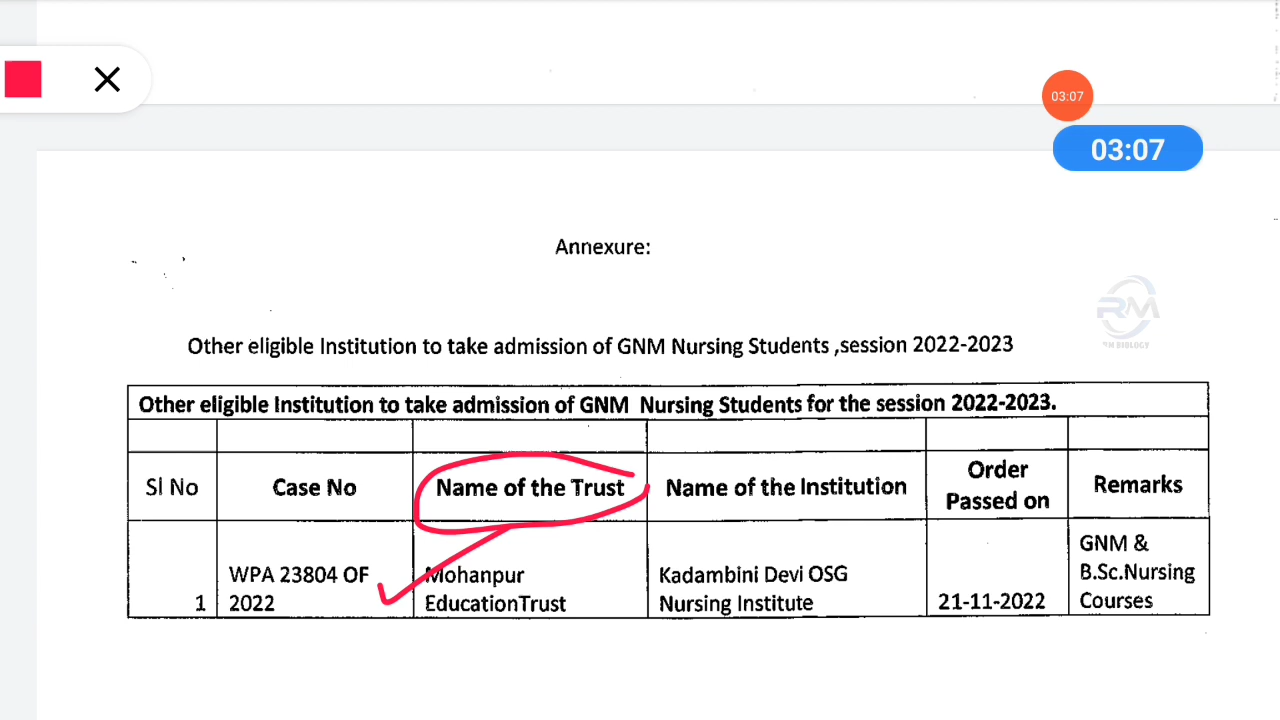 03:07
03:07
Annexure:
RM
RM BIOLOGY
Other eligible Institution to take admission of GNM Nursing Students ,session 2022-2023
Other eligible Institution to take admission of GNM Nursing Students for the session 2022-2023.
Sl No Case No Name of the Trust Name of the Institution Order Passed on Remarks
1 WPA 23804 OF 2022 Mohanpur EducationTrust Kadambini Devi OSG Nursing Institute 21-11-2022 GNM & B.Sc.Nursing Courses